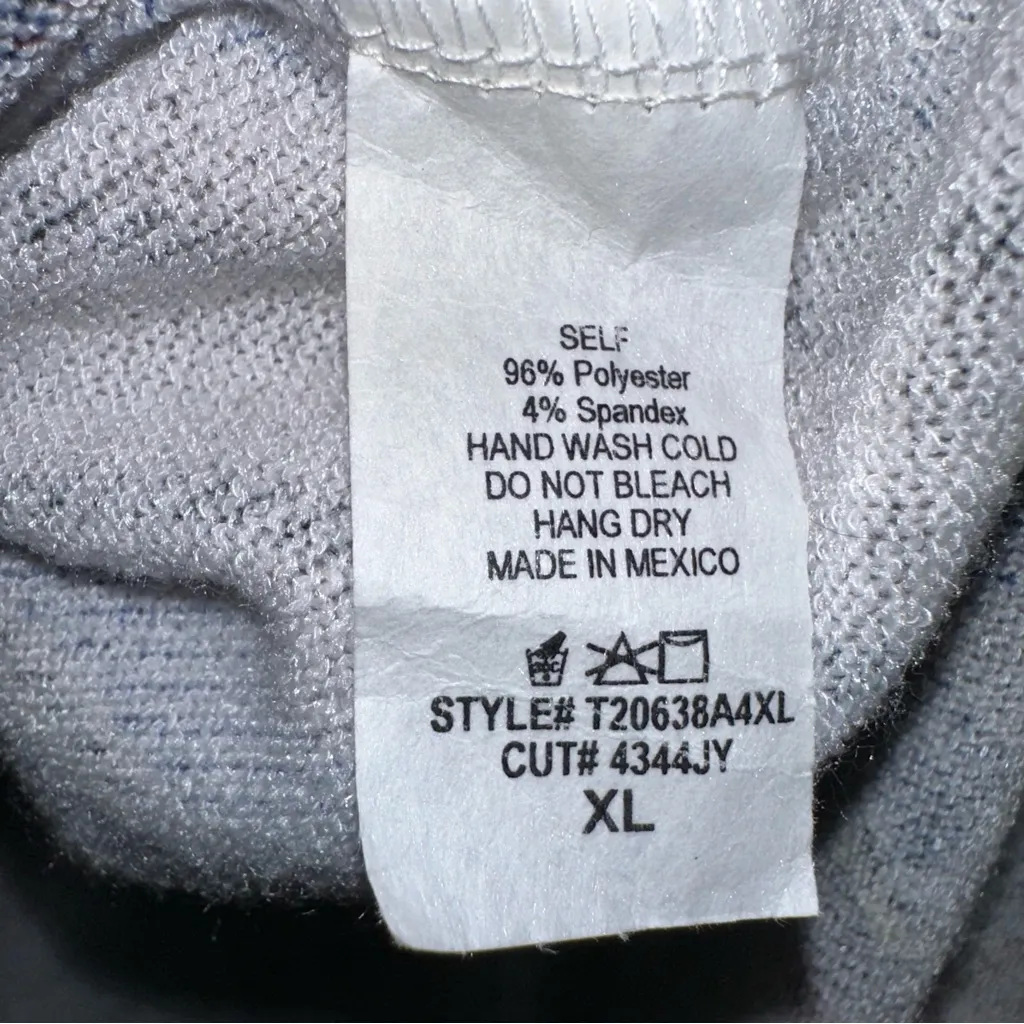 SELF
96% Polyester
4% Spandex
HAND WASH COLD
DO NOT BLEACH
HANG DRY
MADE IN MEXICO
STYLE# T20638A4XL
CUT# 4344JY
XL